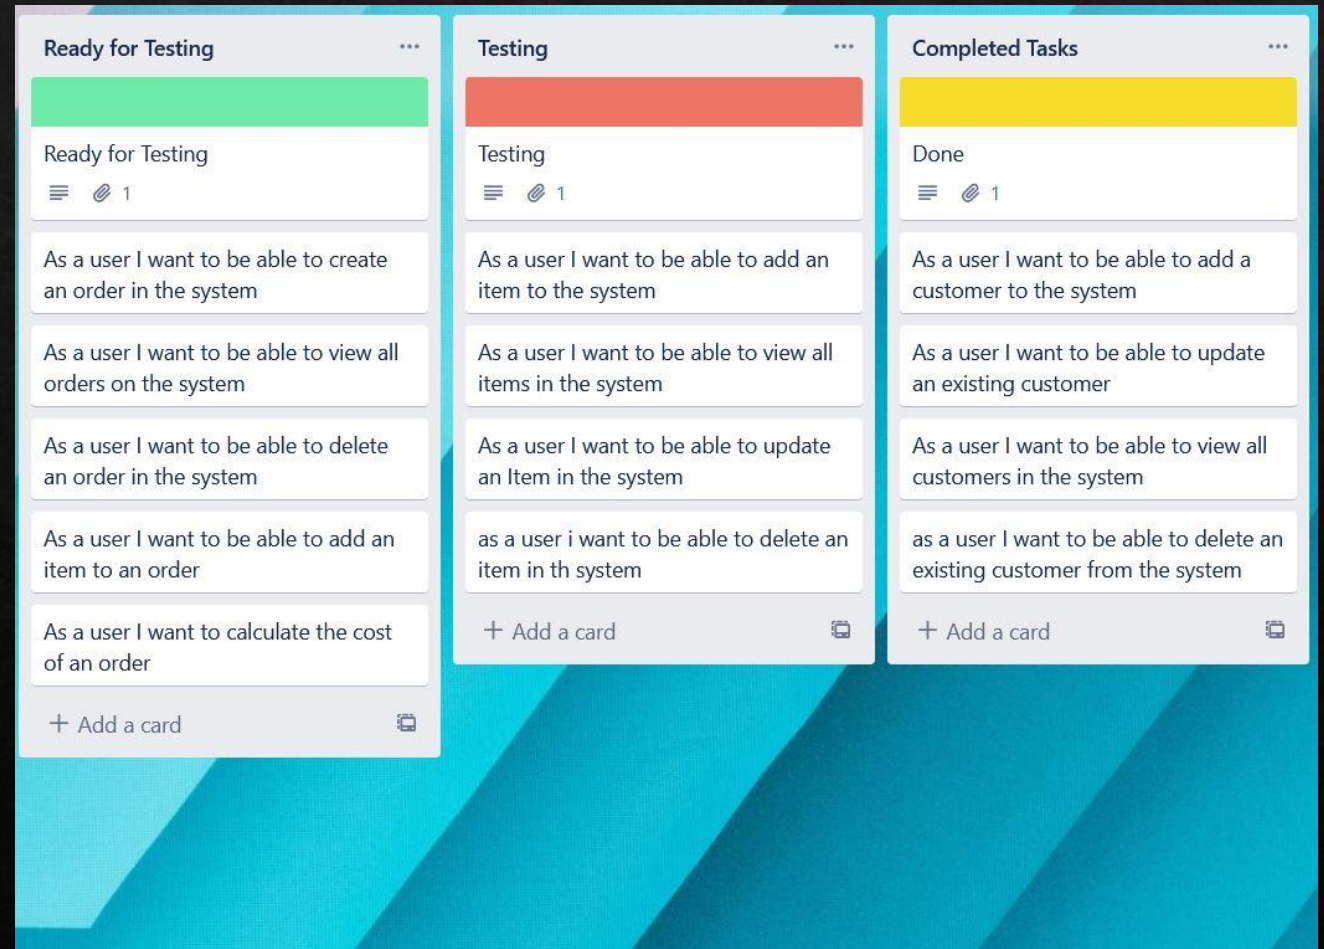 Ready for Testing
Ready for Testing
1
As a user I want to be able to create
an order in the system
As a user I want to be able to view all
orders on the system
As a user I want to be able to delete
an order in the system
As a user I want to be able to add an
item to an order
As a user I want to calculate the cost
of an order
+ Add a card
Testing
Testing
1
As a user I want to be able to add an
item to the system
As a user I want to be able to view all
items in the system
As a user I want to be able to update
an Item in the system
as a user i want to be able to delete an
item in th system
+ Add a card
Completed Tasks
Done
1
As a user I want to be able to add a
customer to the system
As a user I want to be able to update
an existing customer
As a user I want to be able to view all
customers in the system
as a user I want to be able to delete an
existing customer from the system
+ Add a card